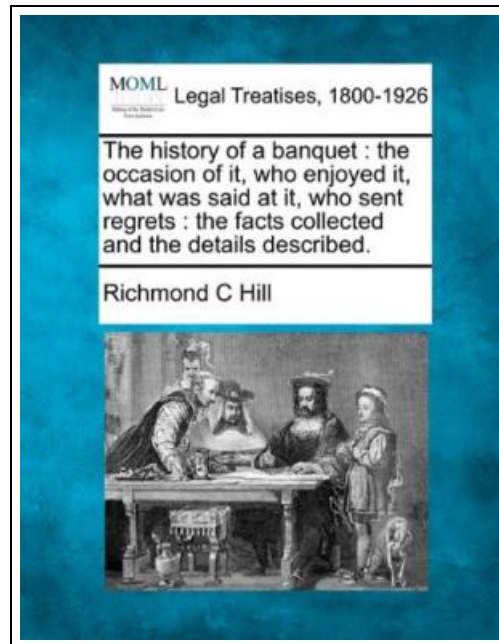 MOML
Legal Treatises, 1800-1926
The history of a banquet : the
occasion of it, who enjoyed it,
what was said at it, who sent
regrets : the facts collected
and the details described.
Richmond C Hill